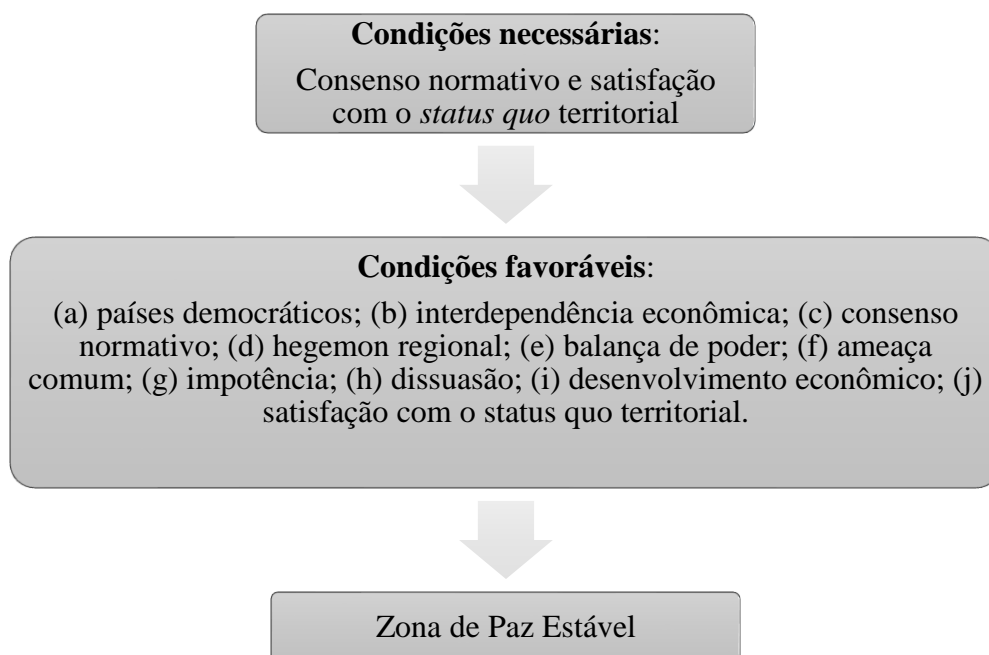 Condições necessárias:
Consenso normativo e satisfação
com o status quo territorial
Condições favoráveis:
(a) países democráticos; (b) interdependência econômica; (c) consenso
normativo; (d) hegemon regional; (e) balança de poder; (f) ameaça
comum; (g) impotência; (h) dissuasão; (i) desenvolvimento econômico; (j)
satisfação com o status quo territorial.
Zona de Paz Estável